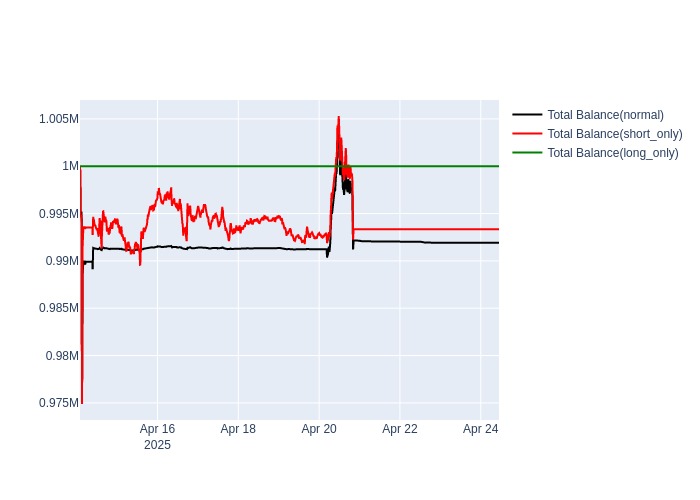 1.005M
1M
0.995M
0.99M
0.985M
0.98M
0.975M
Apr 16
2025
Apr 18
Apr 20
Apr 22
Apr 24
Total Balance(normal)
Total Balance(short_only)
Total Balance(long_only)